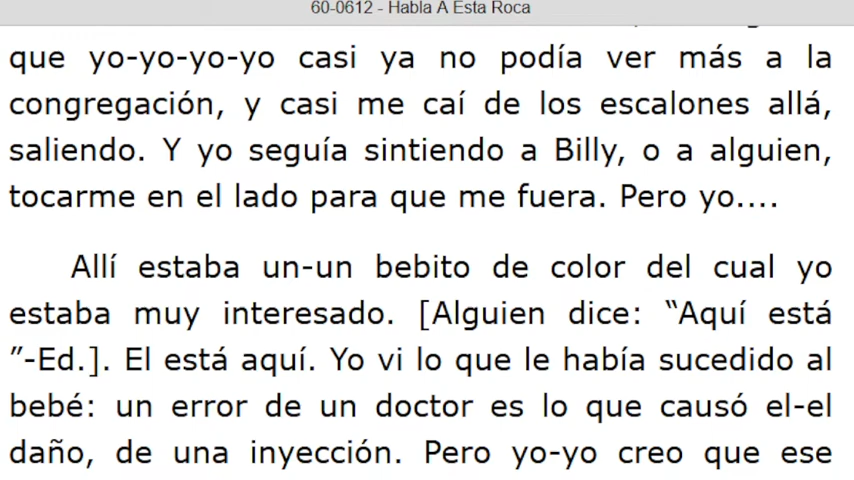 60-0612 - Habla A Esta Roca
que yo-yo-yo-yo casi ya no podía ver más a la
congregación, y casi me caí de los escalones allá,
saliendo. Y yo seguía sintiendo a Billy, o a alguien,
tocarme en el lado para que me fuera. Pero yo....
Allí estaba un-un bebito de color del cual yo
estaba muy interesado. [Alguien dice: “Aquí está
”-Ed.]. El está aquí. Yo vi lo que le había sucedido al
bebé: un error de un doctor es lo que causó el-el
daño, de una inyección. Pero yo-yo creo que ese